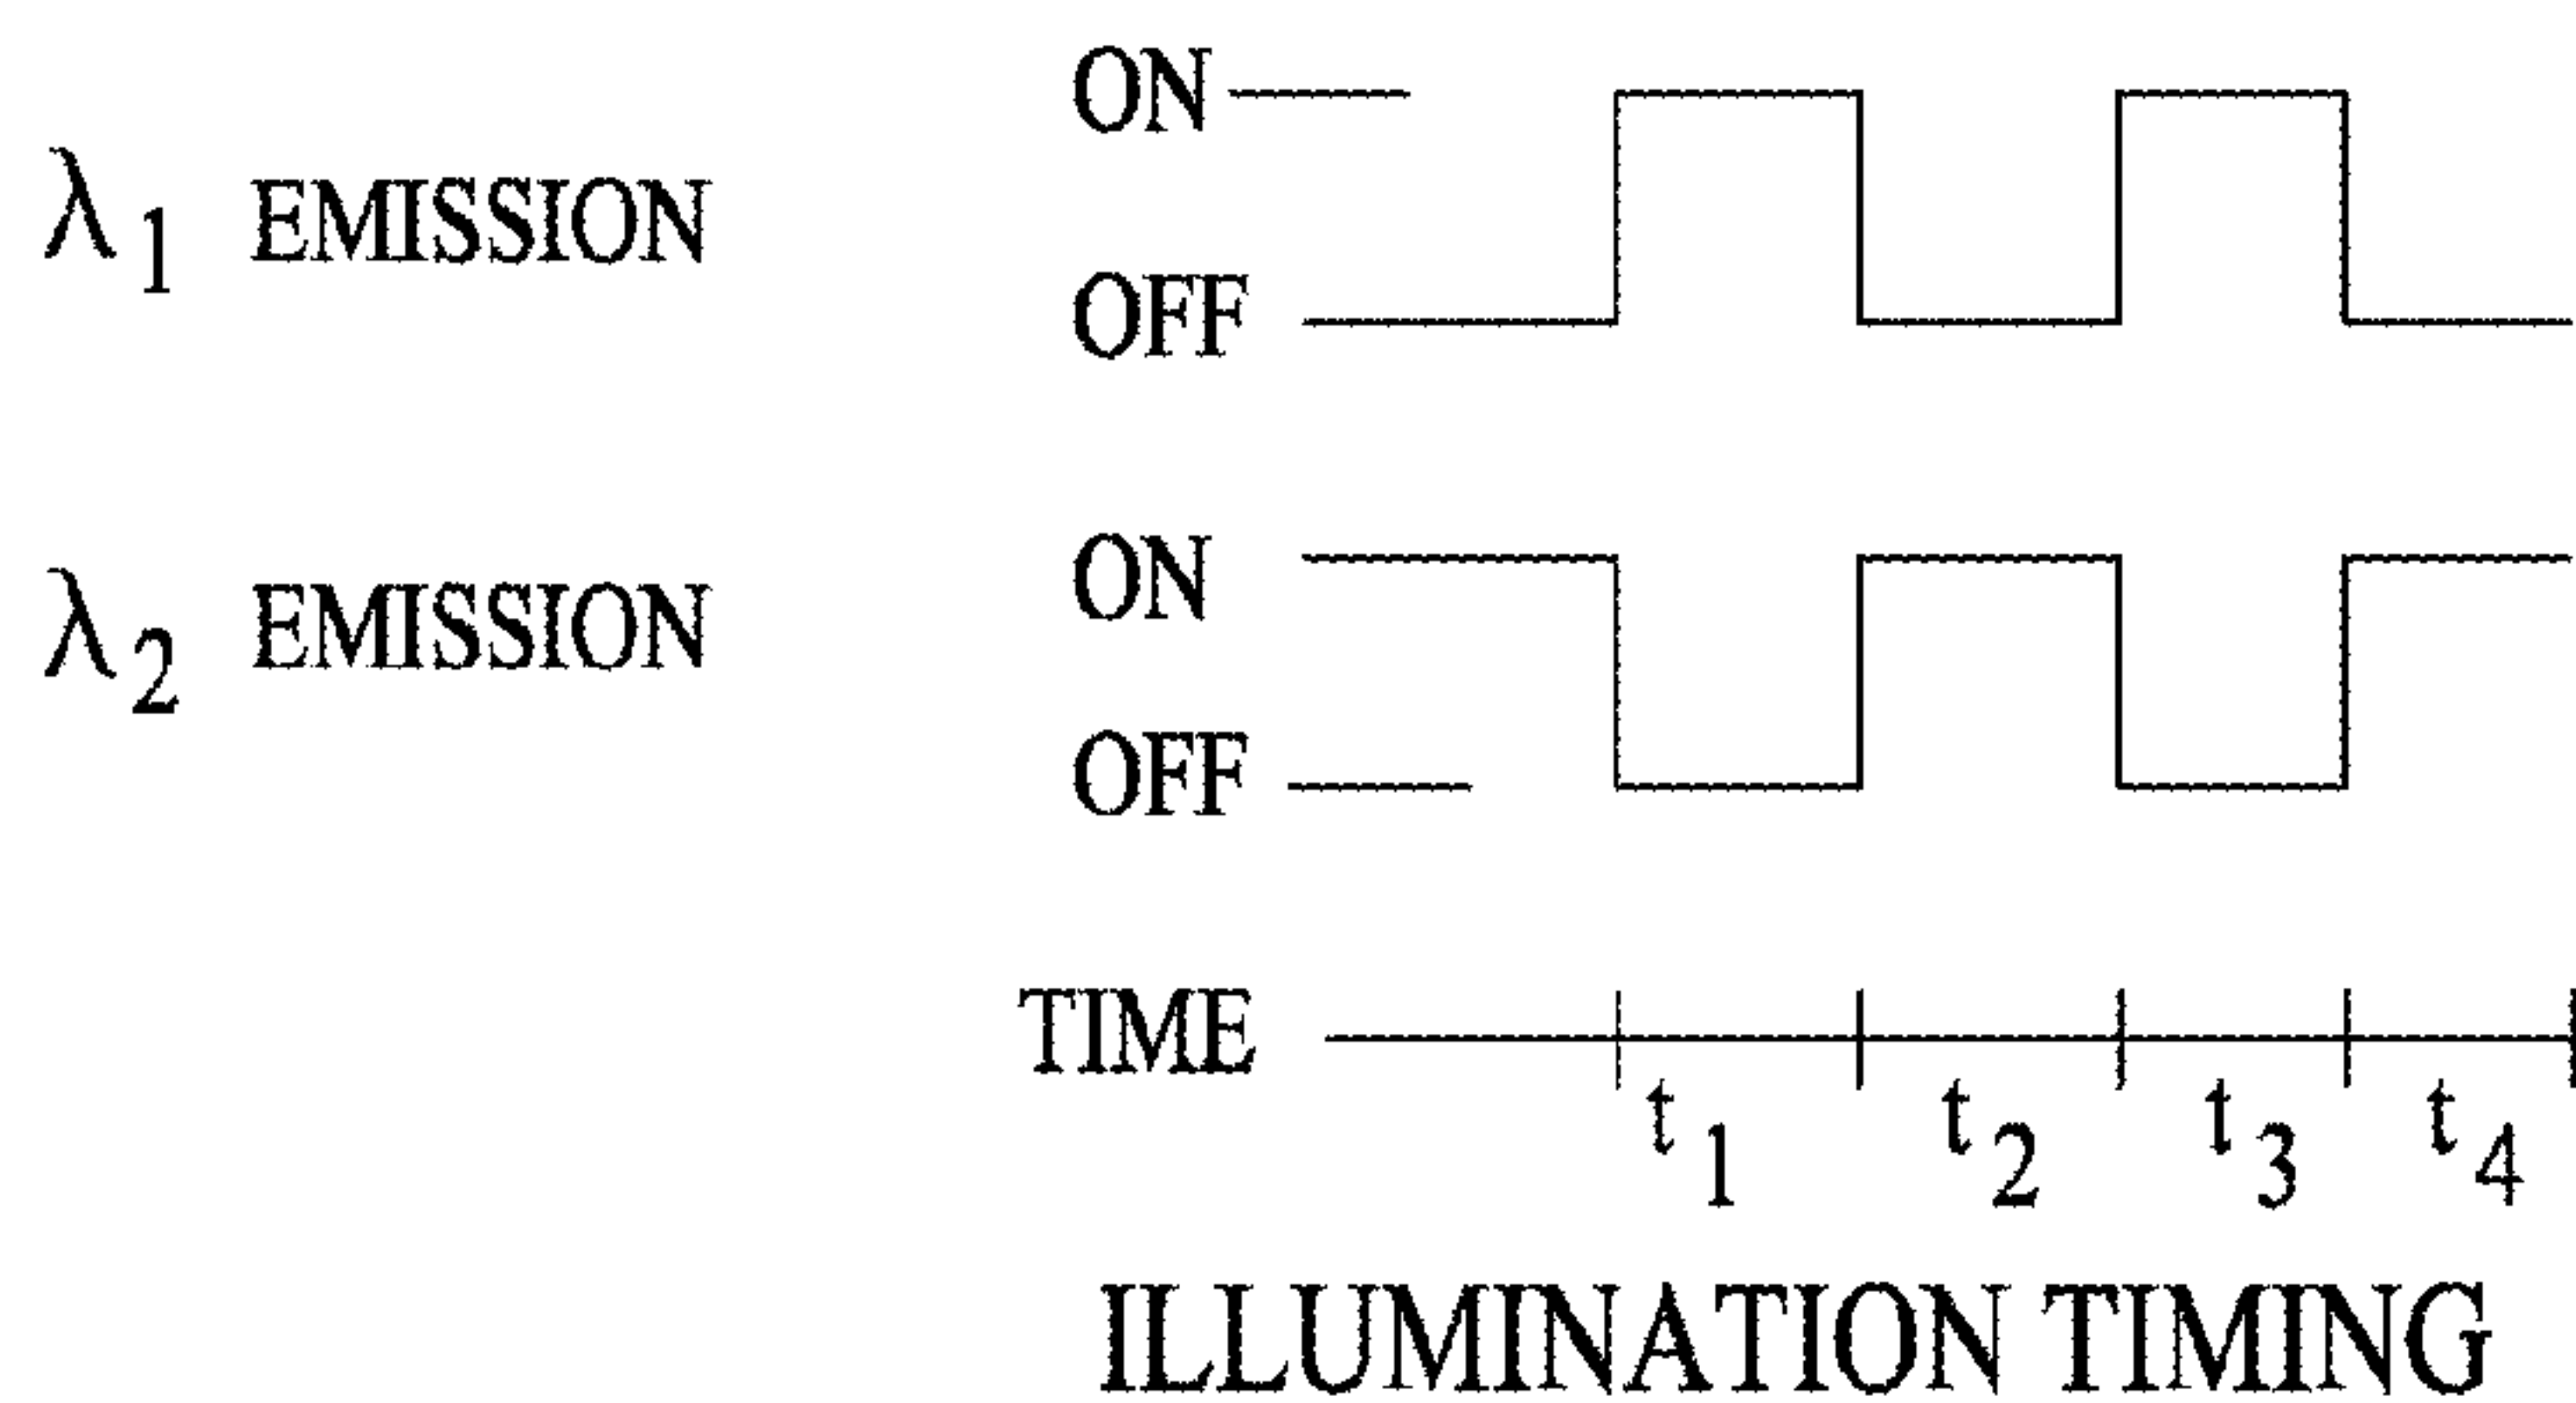 ON
λ1 EMISSION
OFF
ON
λ2 EMISSION
OFF
TIME
t1 t2 t3 t4
ILLUMINATION TIMING